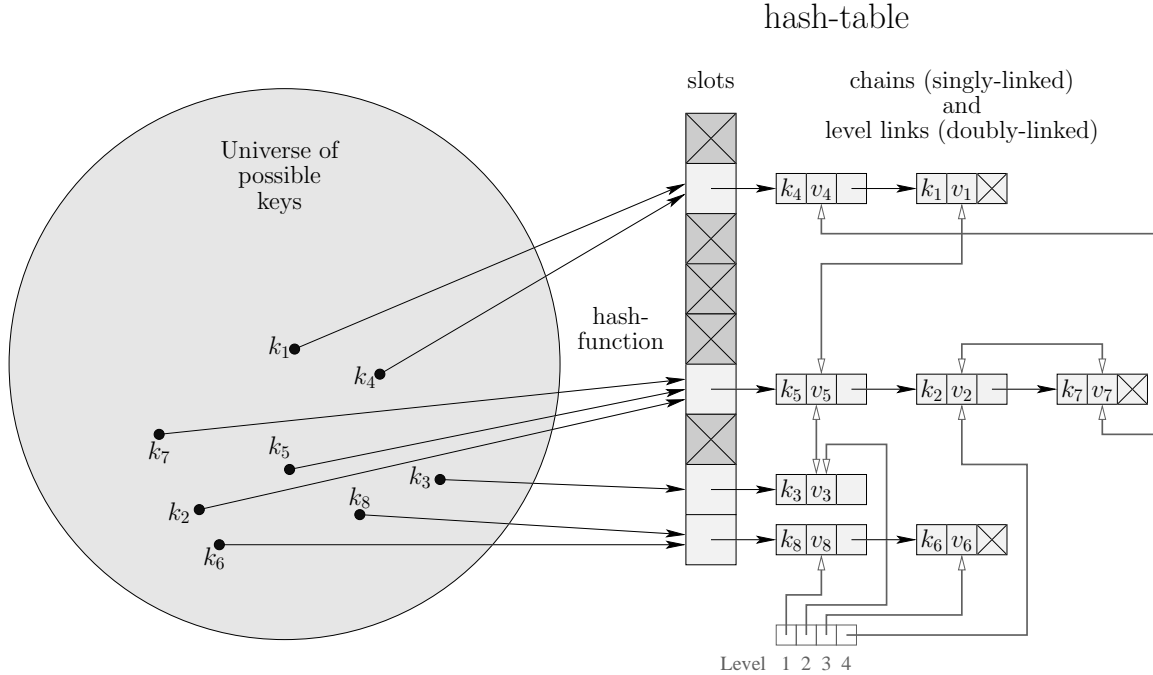 hash-table
slots
chains (singly-linked)
and
level links (doubly-linked)
Universe of
possible
keys
k4 v4
k1 v1
hash-
function
k1
k4
k5 v5
k2 v2
k7 v7
k7
k5
k3
k3 v3
k2
k8
k8 v8
k6 v6
k6
Level 1 2 3 4